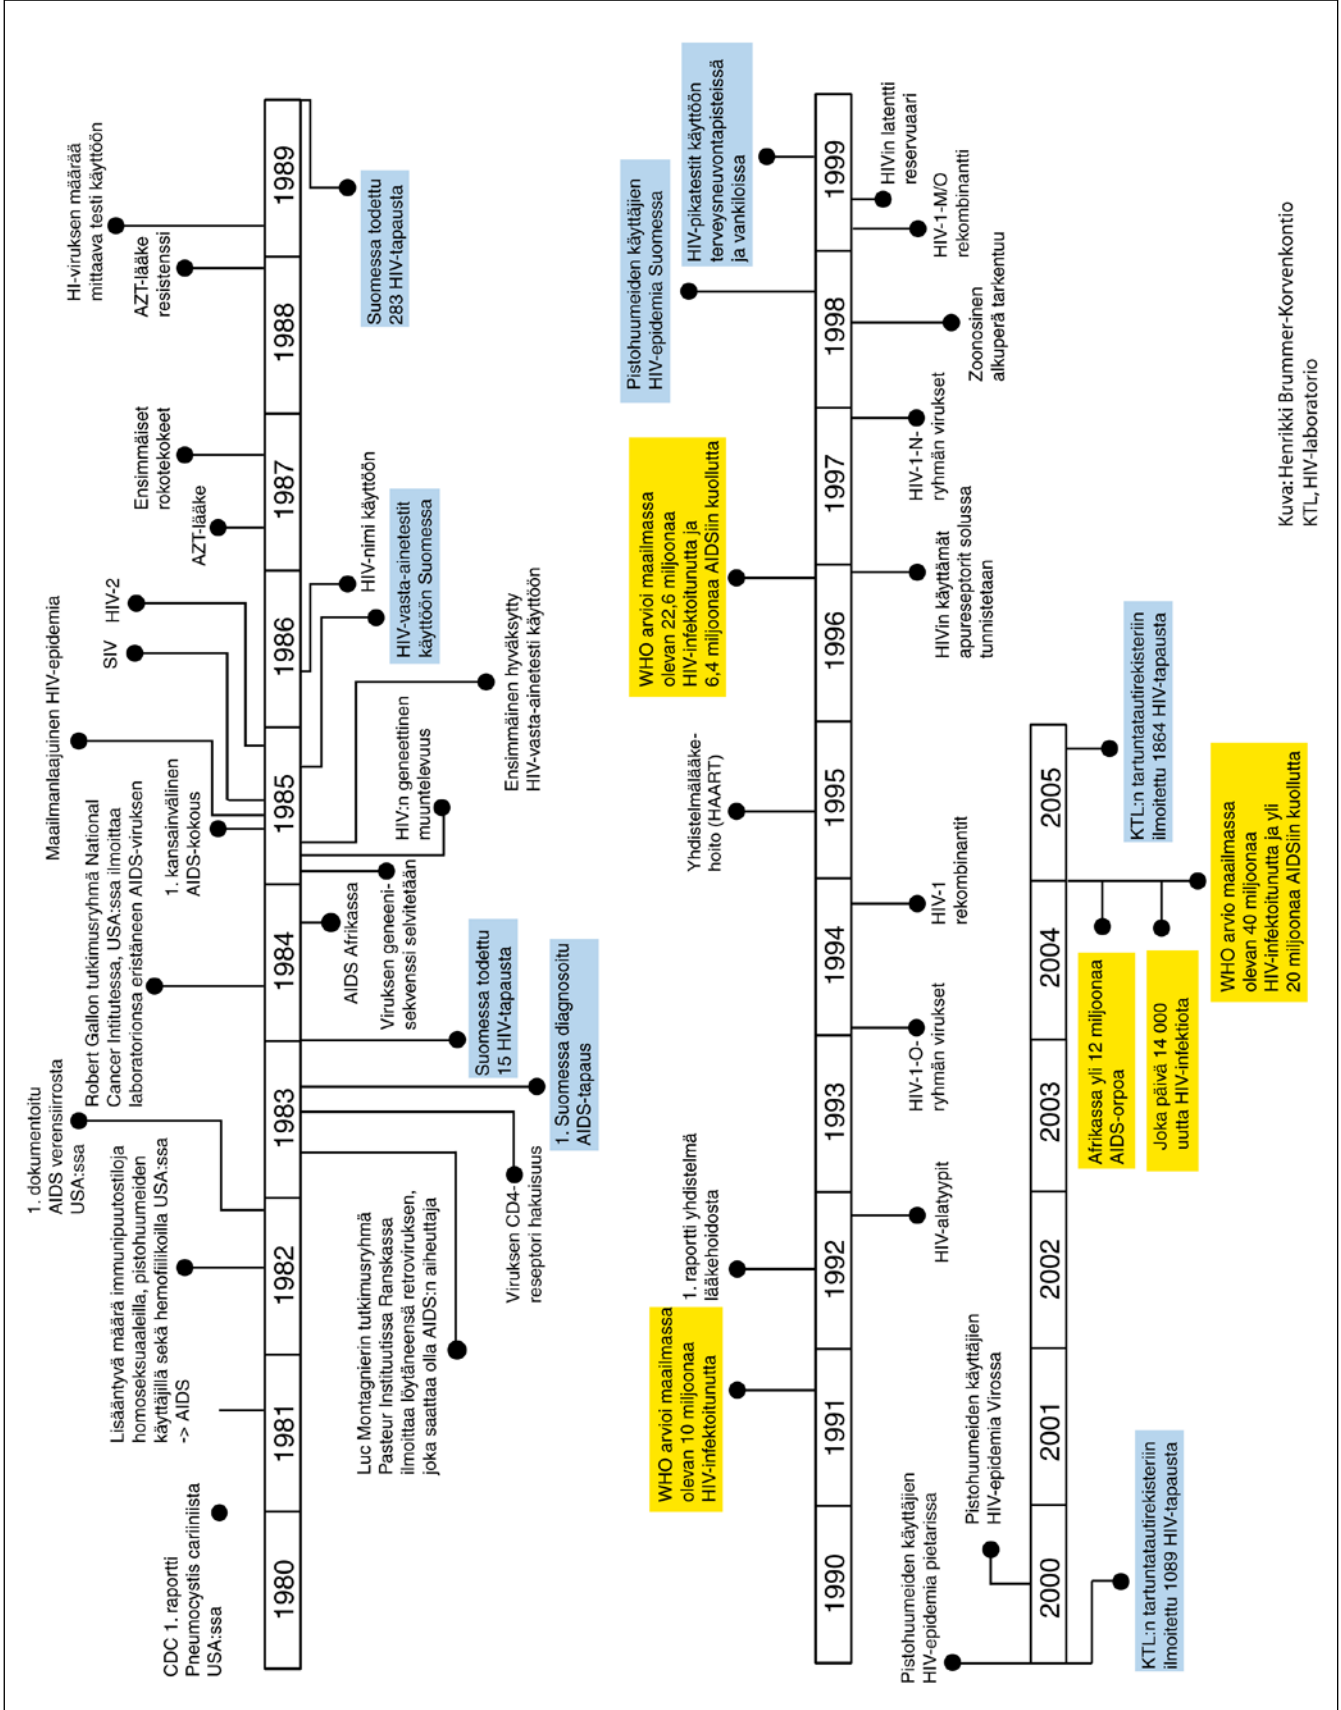 CDC 1. raportti
Pneumocystis cariniista
USA:ssa
Lisääntyvä määrä immunipuutostiloja
homoseksuaaleilla, pistohuumeiden
käyttäjillä sekä hemofiilikoilla USA:ssa
-> AIDS
1. dokumentoitu
AIDS verensiirrosta
USA:ssa
Robert Gallon tutkimusryhmä National
Cancer Intitutessa, USA:ssa ilmoittaa
laboratorionsa eristäneen AIDS-viruksen
1. kansainvälinen
AIDS-kokous
Maailmanlaajuinen HIV-epidemia
SIV
HIV-2
AZT-lääke
Ensimmäiset
rokotekokeet
AZT-lääke
resistenssi
HI-viruksen määrää
mittaava testi käyttöön
1980
1981
1982
1983
1984
1985
1986
1987
1988
1989
Luc Montagnierin tutkimusryhmä
Pasteur Instituutissa Ranskassa
ilmoittaa löytäneensä retroviruksen,
joka saattaa olla AIDS:n aiheuttaja
Viruksen CD4-
reseptori hakuisuus
1. Suomessa diagnosoitu
AIDS-tapaus
Suomessa todettu
15 HIV-tapausta
AIDS Afrikassa
Viruksen geneeni-
sekvenssi selvitetään
HIV:n geneettinen
muuntelevuus
Ensimmäinen hyväksytty
HIV-vasta-ainetesti käyttöön
HIV-vasta-ainetestit
käyttöön Suomessa
HIV-nimi käyttöön
Suomessa todettu
283 HIV-tapausta
WHO arvioi maailmassa
olevan 10 miljoonaa
HIV-infektoitunutta
1. raportti yhdistelmä
lääkehoidosta
Yhdistelmälääke-
hoito (HAART)
WHO arvioi maailmassa
olevan 22,6 miljoonaa
HIV-infektoitunutta ja
6,4 miljoonaa AIDSiin kuollutta
Pistohuumeiden käyttäjien
HIV-epidemia Suomessa
HIV-pikatestit käyttöön
terveysneuvontapisteissä
ja vankiloissa
1990
1991
1992
1993
1994
1995
1996
1997
1998
1999
HIV-alatyypit
HIV-1-O-
ryhmän virukset
HIV-1
rekombinantit
HIVin käyttämät
apureseptorit solussa
tunnistetaan
HIV-1-N-
ryhmän virukset
Zoonosinen
alkuperä tarkentuu
HIV-1-M/O
rekombinantti
HIVin latentti
reservuaari
Pistohuumeiden käyttäjien
HIV-epidemia pietarissa
Pistohuumeiden käyttäjien
HIV-epidemia Virossa
2000
2001
2002
2003
2004
2005
KTL:n tartuntatautirekisteriin
ilmoitettu 1089 HIV-tapausta
Afrikassa yli 12 miljoonaa
AIDS-orpoa
Joka päivä 14 000
uutta HIV-infektiota
WHO arvio maailmassa
olevan 40 miljoonaa
HIV-infektoitunutta ja yli
20 miljoonaa AIDSiin kuollutta
KTL:n tartuntatautirekisteriin
ilmoitettu 1864 HIV-tapausta
Kuva: Henrikki Brummer-Korvenkontio
KTL, HIV-laboratorio